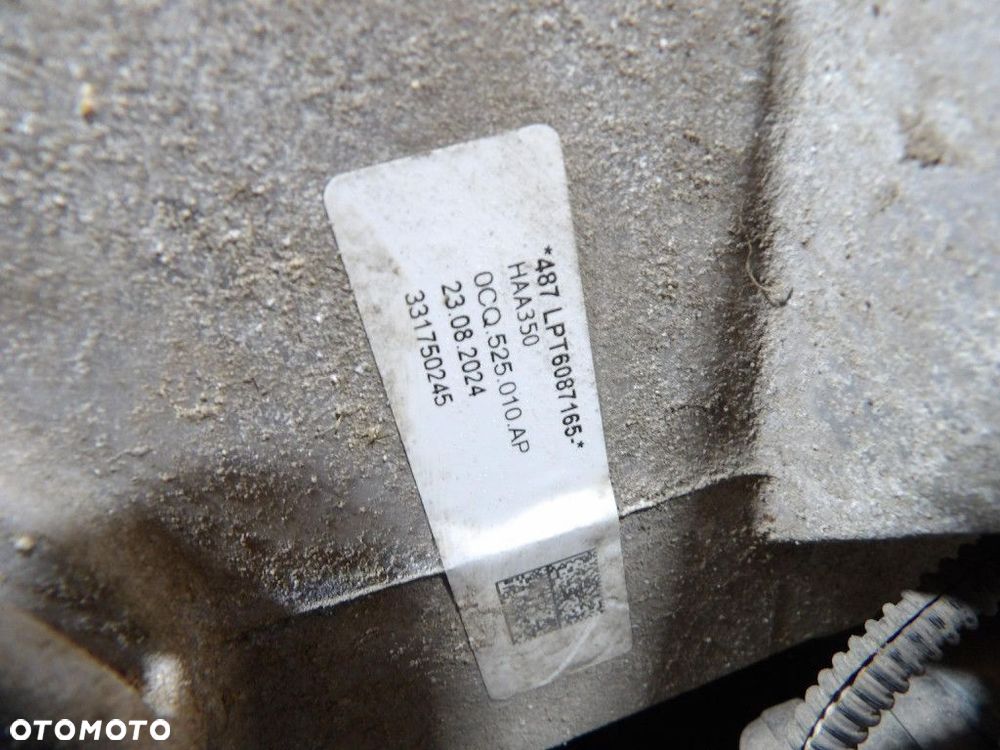 *487 LPT6087165-*
HAA350
0CQ.525.010.AP
23.08.2024
331750245
OTOMOTO